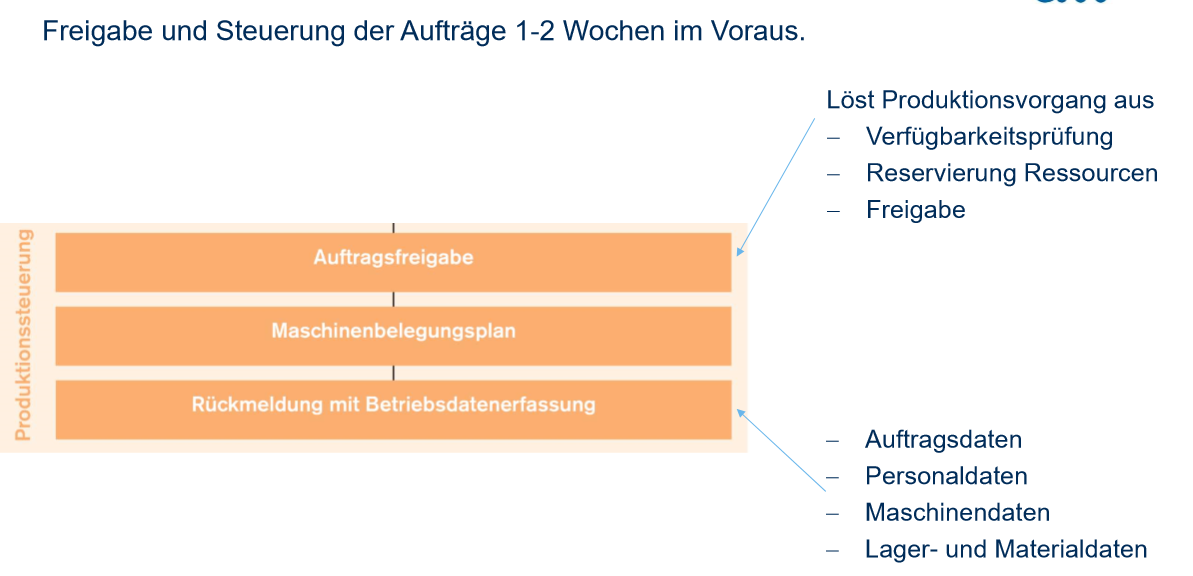 Freigabe und Steuerung der Aufträge 1-2 Wochen im Voraus.
Löst Produktionsvorgang aus
– Verfügbarkeitsprüfung
– Reservierung Ressourcen
– Freigabe
Produktionssteuerung
Auftragsfreigabe
Maschinenbelegungsplan
Rückmeldung mit Betriebsdatenerfassung
– Auftragsdaten
– Personaldaten
– Maschinendaten
– Lager- und Materialdaten